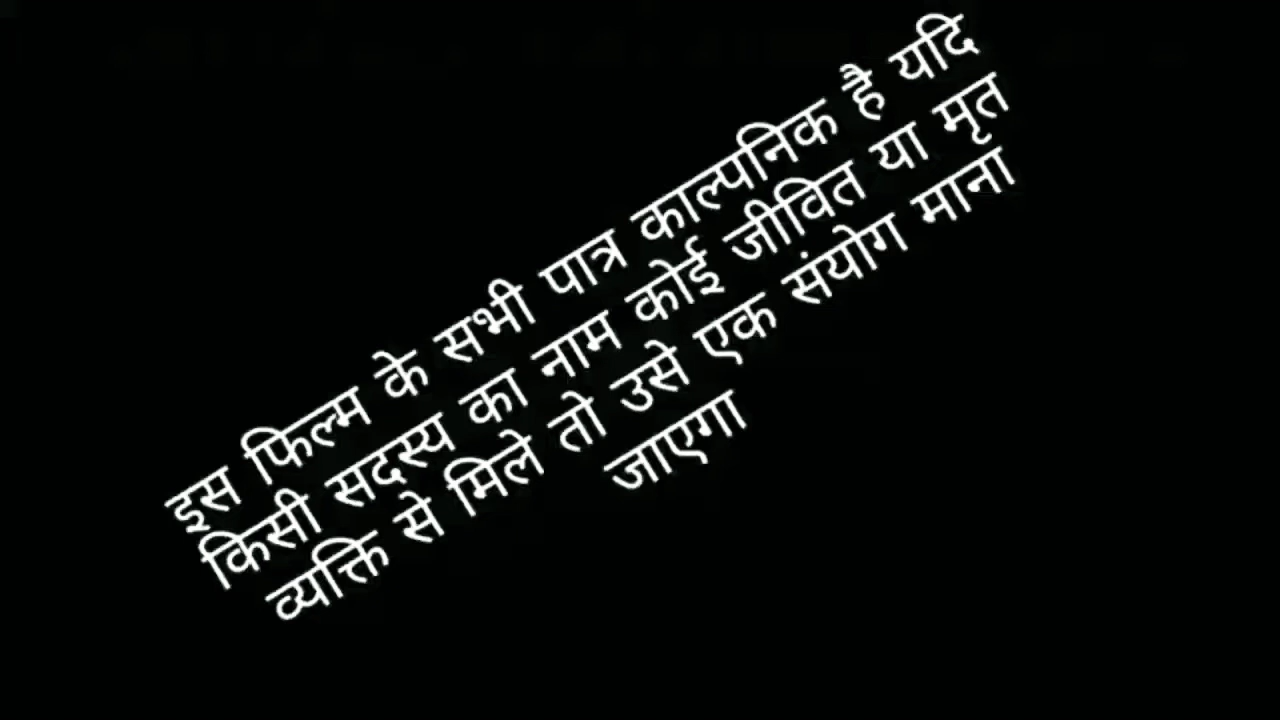 इस फिल्म के सभी पात्र काल्पनिक है यदि
किसी सदस्य का नाम कोई जीवित या मृत
व्यक्ति से मिले तो उसे एक संयोग माना
जाएगा